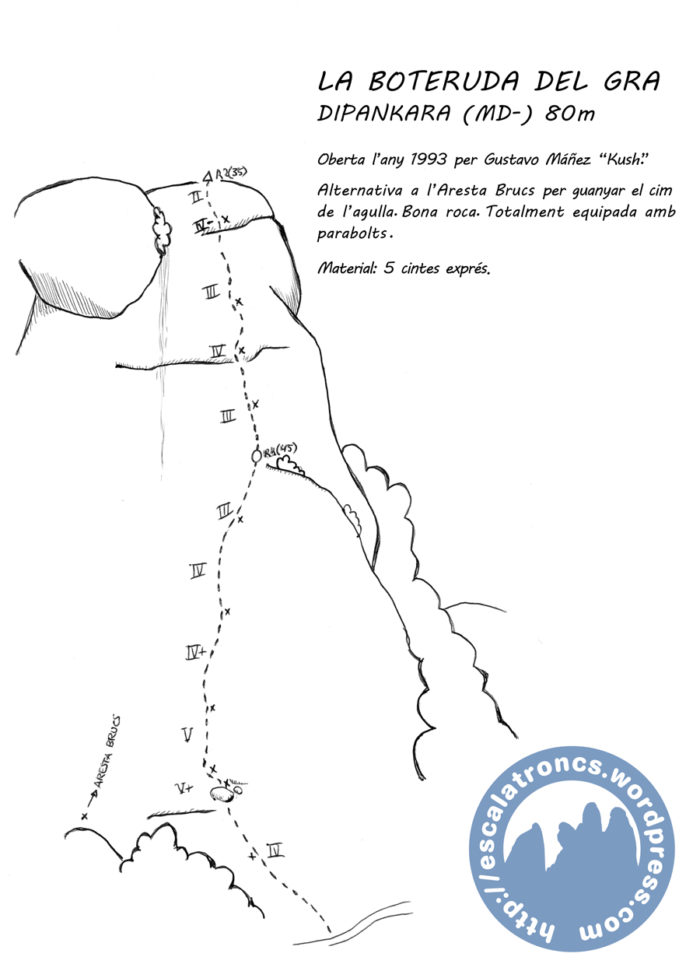 LA BOTERUDA DEL GRA
DIPANKARA (MD-) 80m
Oberta l'any 1993 per Gustavo Máñez "Kush".
Alternativa a l'Aresta Brucs per guanyar el cim
de l'agulla. Bona roca. Totalment equipada amb
parabolts.
Material: 5 cintes exprés.
R2(35)
II
IV-
III
IV
III
R1(45)
III
IV
IV+
V
V+
IV
ARESTA BRUCS
http://escalatroncs.wordpress.com